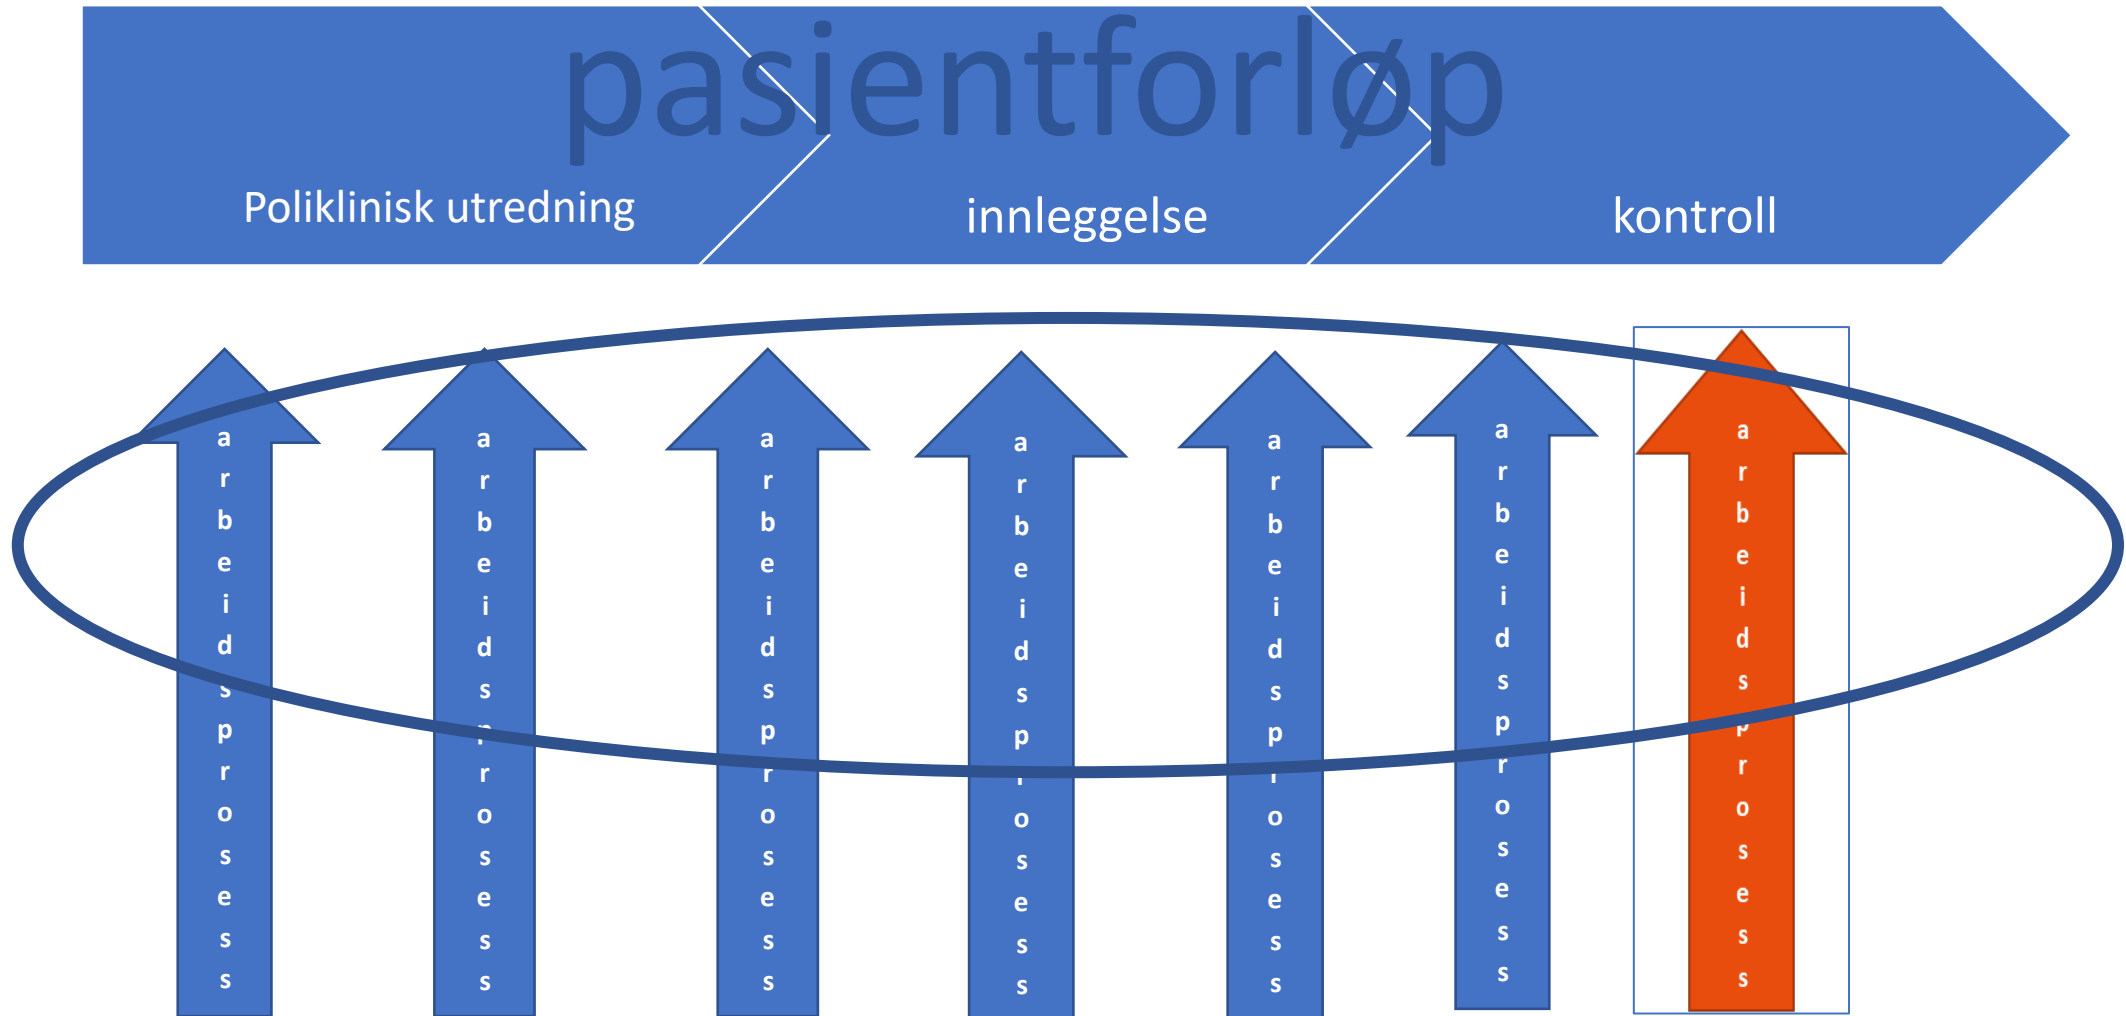 pasientforløp
Poliklinisk utredning
innleggelse
kontroll
arbeidsprosess
arbeidsprosess
arbeidsprosess
arbeidsprosess
arbeidsprosess
arbeidsprosess
arbeidsprosess